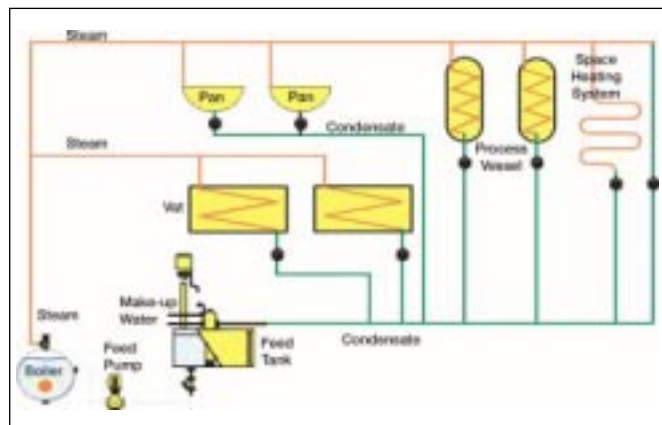 Steam
Pan
Pan
Space
Heating
System
Condensate
Steam
Process
Vessel
Vat
Make-up
Water
Steam
Feed
Pump
Feed
Tank
Condensate
Boiler